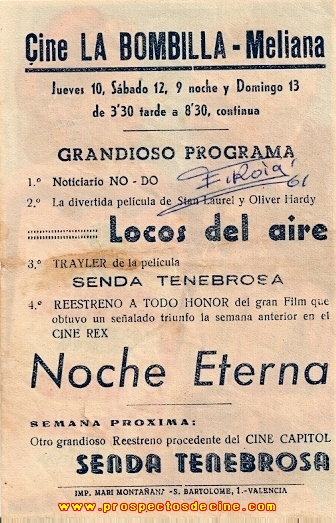 Cine LA BOMBILLA - Meliana
Jueves 10, Sábado 12, 9 noche y Domingo 13
de 3'30 tarde a 8'30, continua
GRANDIOSO PROGRAMA
1.º Noticiario NO - DO
2.º La divertida película de Stan Laurel y Oliver Hardy
Locos del aire
3.º TRAYLER de la película
SENDA TENEBROSA
4.º REESTRENO A TODO HONOR del gran Film que
obtuvo un señalado triunfo la semana anterior en el
CINE REX
Noche Eterna
SEMANA PROXIMA:
Otro grandioso Reestreno procedente del CINE CAPITOL
SENDA TENEBROSA
IMP. MARI MONTAÑANA -S. BARTOLOME, 1.-VALENCIA
www.prospectosdecine.com